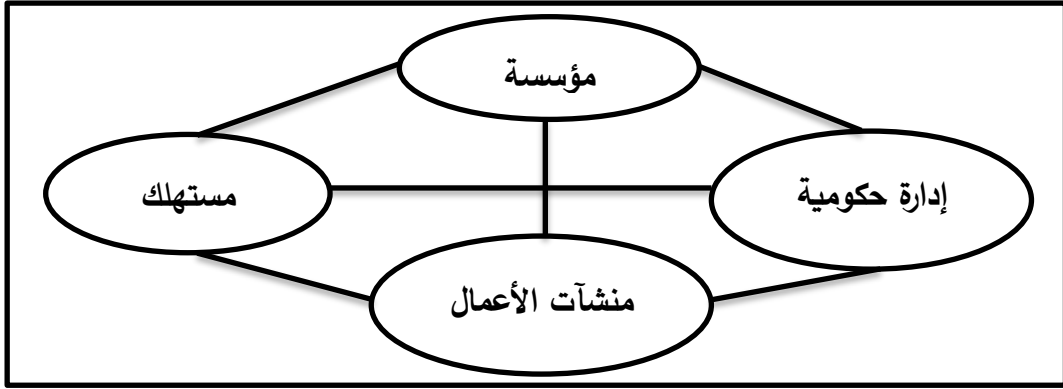 مؤسسة
إدارة حكومية
مستهلك
منشآت الأعمال